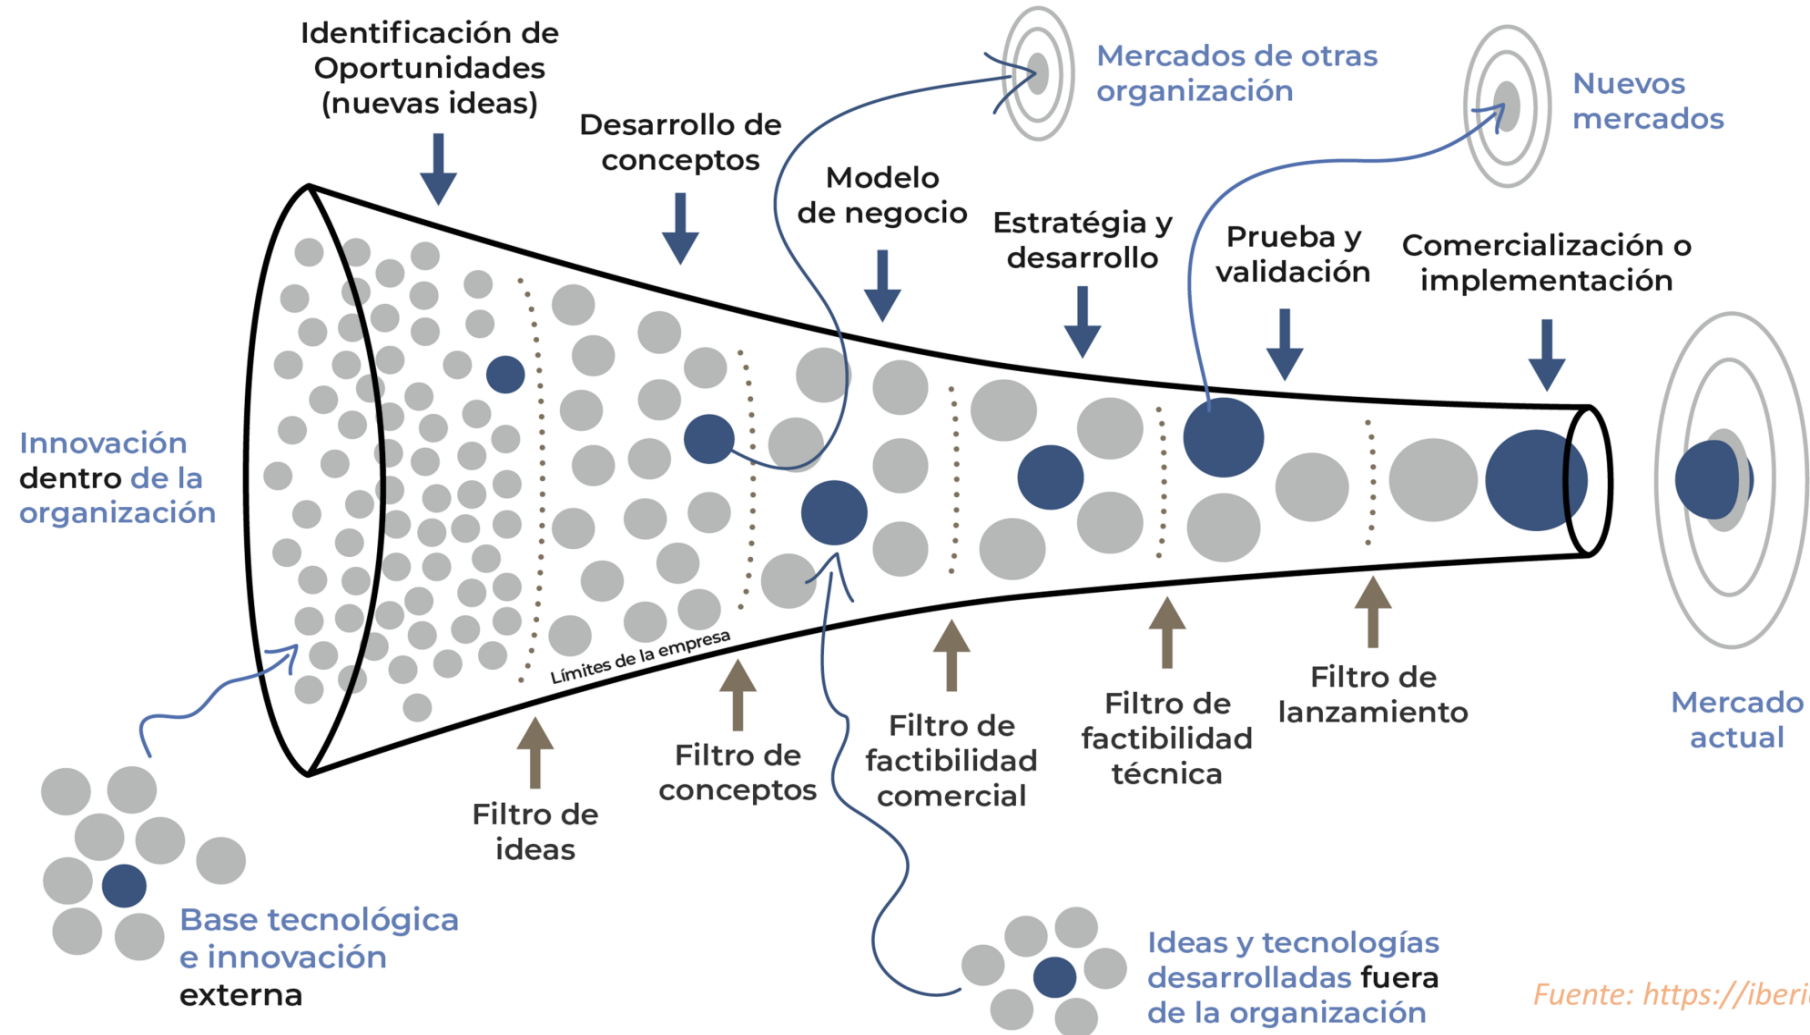 Identificación de
Oportunidades
(nuevas ideas)
Desarrollo de
conceptos
Mercados de otras
organización
Nuevos
mercados
Modelo
de negocio
Estratégia y
desarrollo
Prueba y
validación
Comercialización o
implementación
Innovación
dentro de la
organización
Límites de la empresa
Filtro de
ideas
Filtro de
conceptos
Filtro de
factibilidad
comercial
Filtro de
factibilidad
técnica
Filtro de
lanzamiento
Mercado
actual
Base tecnológica
e innovación
externa
Ideas y tecnologías
desarrolladas fuera
de la organización
Fuente: https://iberi